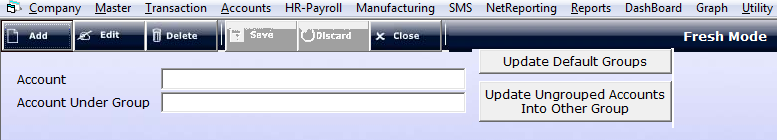 Company Master Transaction Accounts HR-Payroll Manufacturing SMS NetReporting Reports DashBoard Graph Utility
Add Edit Delete Save Discard Close Fresh Mode
Update Default Groups
Account
Account Under Group
Update Ungrouped Accounts
Into Other Group